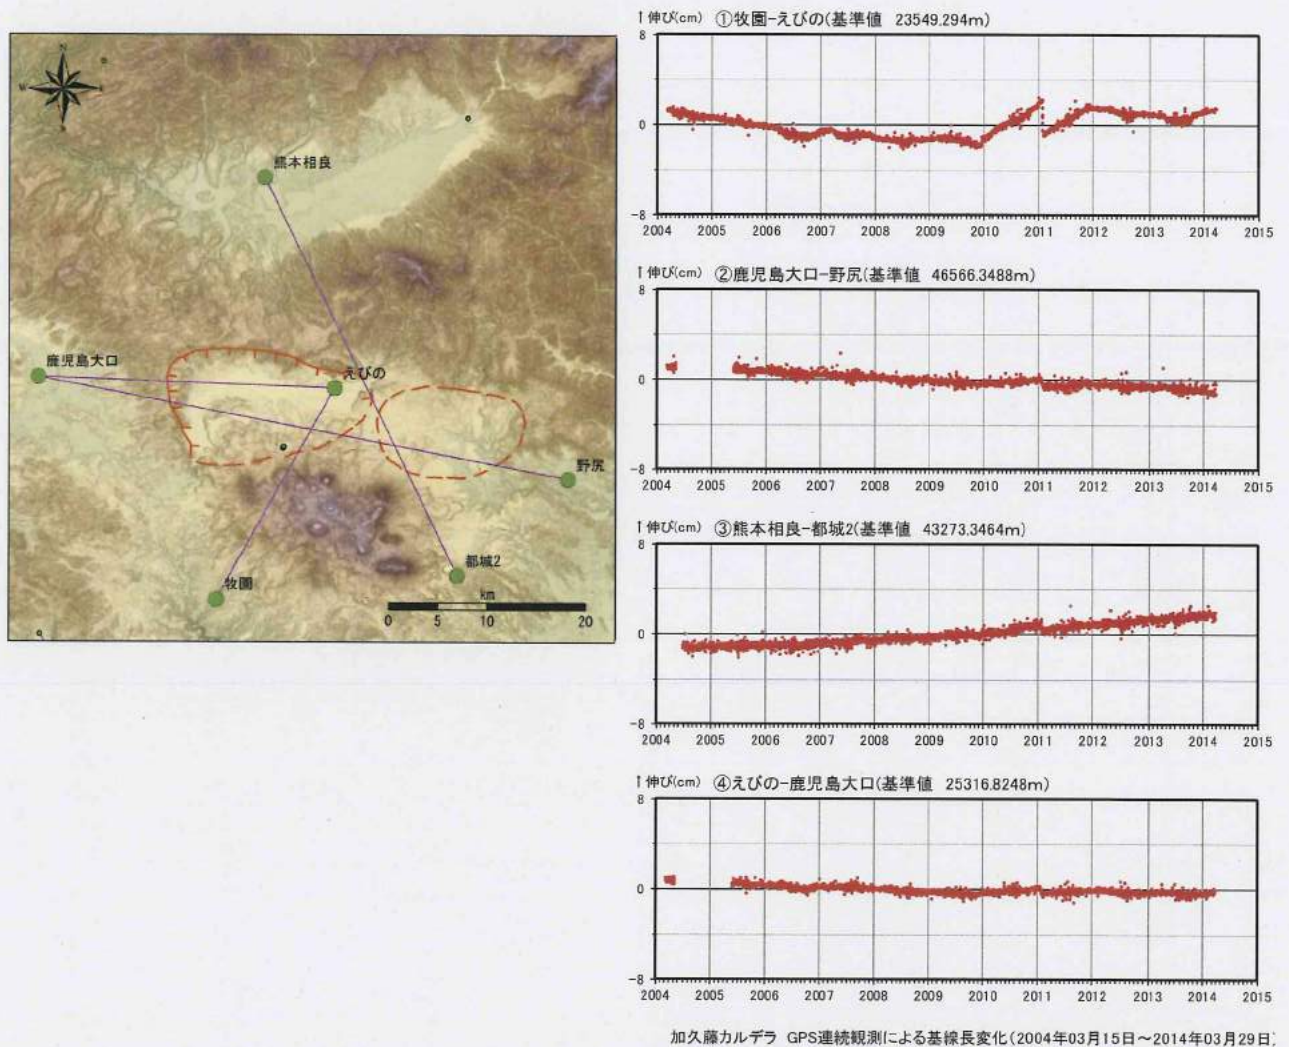 N
W
E
S
熊本相良
鹿児島大口
えびの
野尻
都城2
牧園
km
0 5 10 20
↑伸び(cm) ①牧園-えびの(基準値 23549.294m)
8
0
-8
2004 2005 2006 2007 2008 2009 2010 2011 2012 2013 2014 2015
↑伸び(cm) ②鹿児島大口-野尻(基準値 46566.3488m)
8
0
-8
2004 2005 2006 2007 2008 2009 2010 2011 2012 2013 2014 2015
↑伸び(cm) ③熊本相良-都城2(基準値 43273.3464m)
8
0
-8
2004 2005 2006 2007 2008 2009 2010 2011 2012 2013 2014 2015
↑伸び(cm) ④えびの-鹿児島大口(基準値 25316.8248m)
8
0
-8
2004 2005 2006 2007 2008 2009 2010 2011 2012 2013 2014 2015
加久藤カルデラ GPS連続観測による基線長変化(2004年03月15日~2014年03月29日)